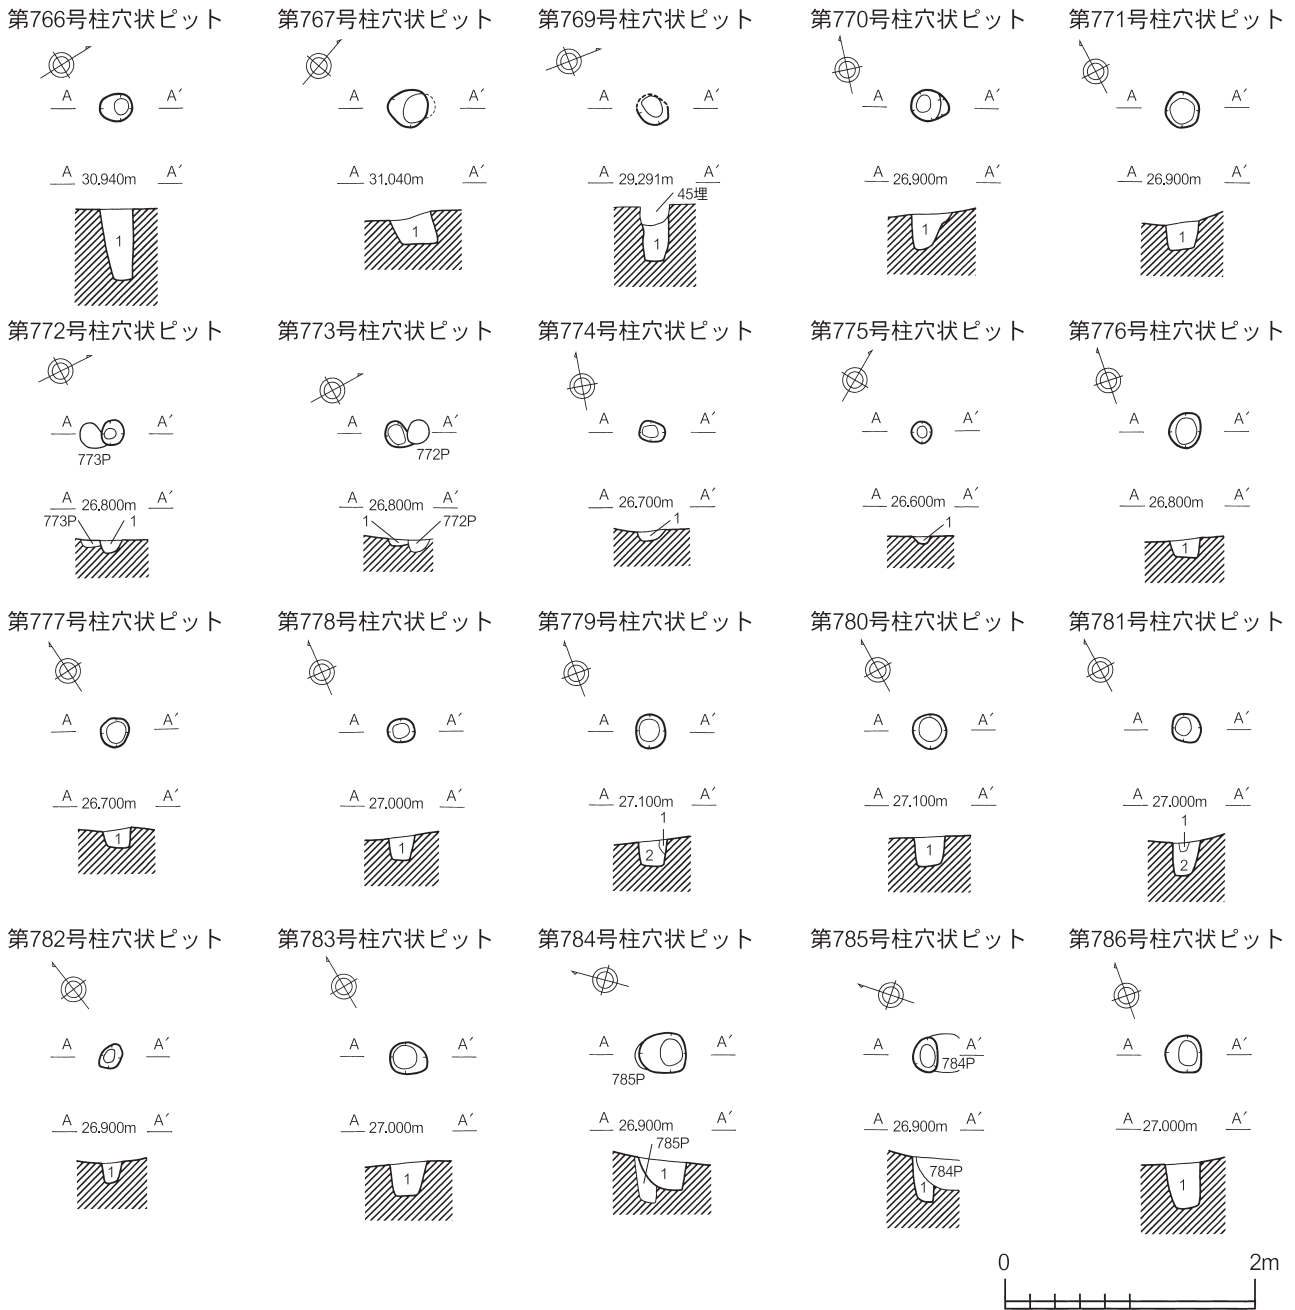 第766号柱穴状ピット 第767号柱穴状ピット 第769号柱穴状ピット 第770号柱穴状ピット 第771号柱穴状ピット
A A′ A A′ A A′ A A′ A A′
A 30.940m A′ A 31.040m A′ A 29.291m A′ A 26.900m A′ A 26.900m A′
45埋
1 1 1 1 1
第772号柱穴状ピット 第773号柱穴状ピット 第774号柱穴状ピット 第775号柱穴状ピット 第776号柱穴状ピット
A A′ A A′ A A′ A A′ A A′
773P 772P
A 26.800m A′ A 26.800m A′ A 26.700m A′ A 26.600m A′ A 26.800m A′
773P 1 1 772P 1 1 1
第777号柱穴状ピット 第778号柱穴状ピット 第779号柱穴状ピット 第780号柱穴状ピット 第781号柱穴状ピット
A A′ A A′ A A′ A A′ A A′
A 26.700m A′ A 27.000m A′ A 27.100m A′ A 27.100m A′ A 27.000m A′
1 1
1 1 2 1 2
第782号柱穴状ピット 第783号柱穴状ピット 第784号柱穴状ピット 第785号柱穴状ピット 第786号柱穴状ピット
A A′ A A′ A A′ A A′ A A′
785P 784P
A 26.900m A′ A 27.000m A′ A 26.900m A′ A 26.900m A′ A 27.000m A′
785P
1 1 1 784P 1 1
0 2m